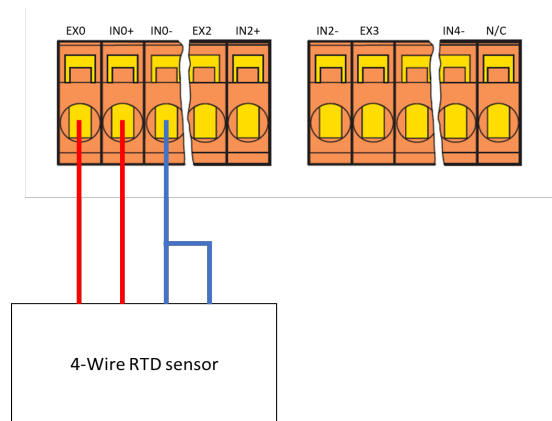 EX0 IN0+ IN0- EX2 IN2+ IN2- EX3 IN4- N/C
4-Wire RTD sensor